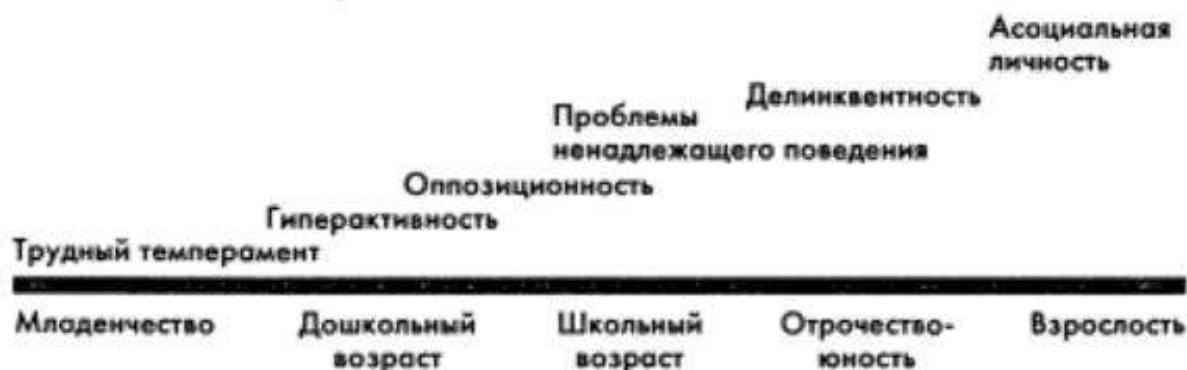 Асоциальная
личность
Делинквентность
Проблемы
ненадлежащего поведения
Оппозиционность
Гиперактивность
Трудный темперамент
Младенчество
Дошкольный
возраст
Школьный
возраст
Отрочество-
юность
Взрослость